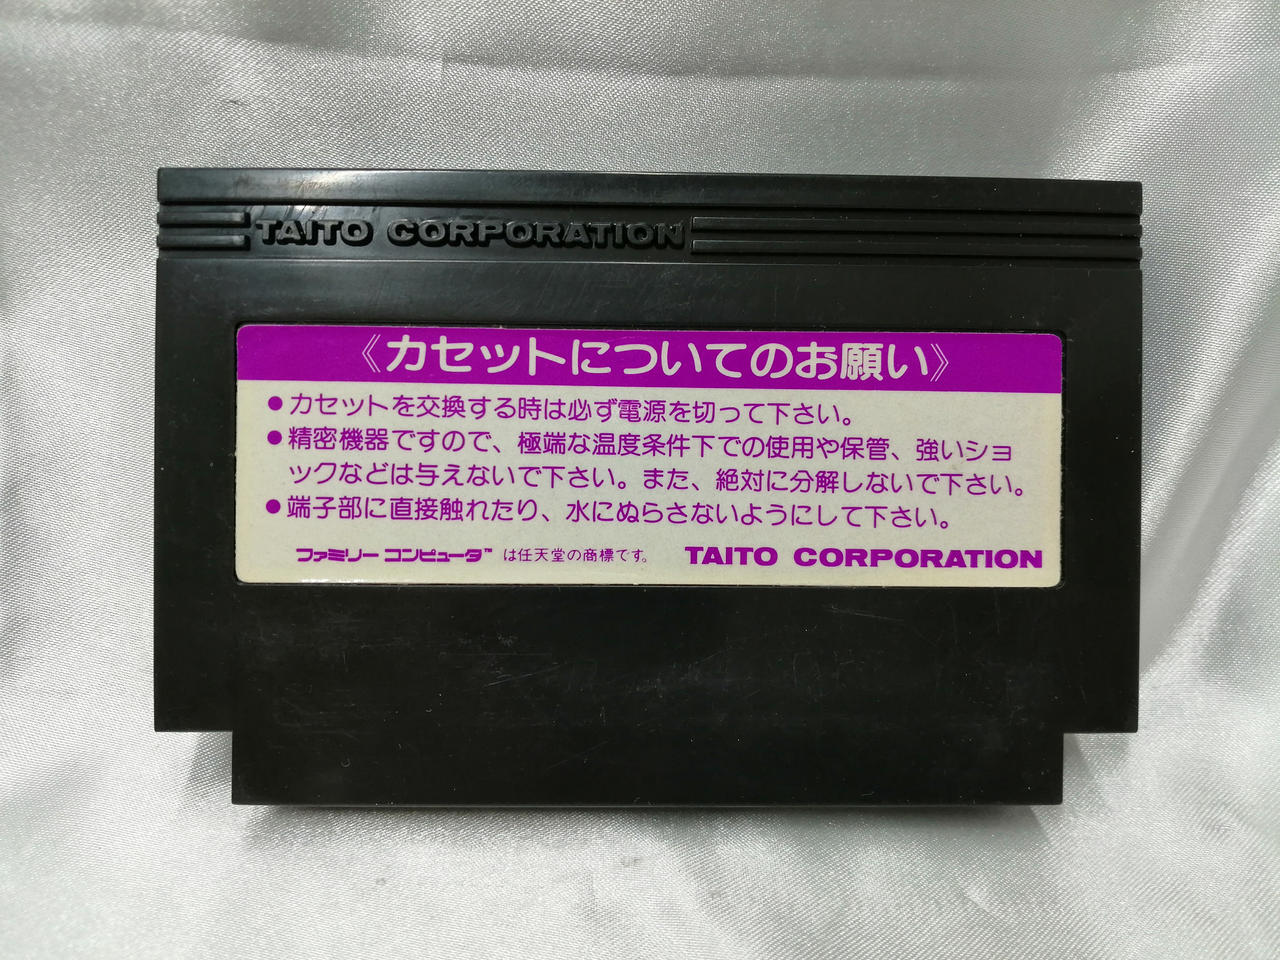 TAITO CORPORATION
《カセットについてのお願い》
●カセットを交換する時は必ず電源を切って下さい。
●精密機器ですので、極端な温度条件下での使用や保管、強いショ
ックなどは与えないで下さい。また、絶対に分解しないで下さい。
●端子部に直接触れたり、水にぬらさないようにして下さい。
ファミリーコンピュータ™ は任天堂の商標です。 TAITO CORPORATION